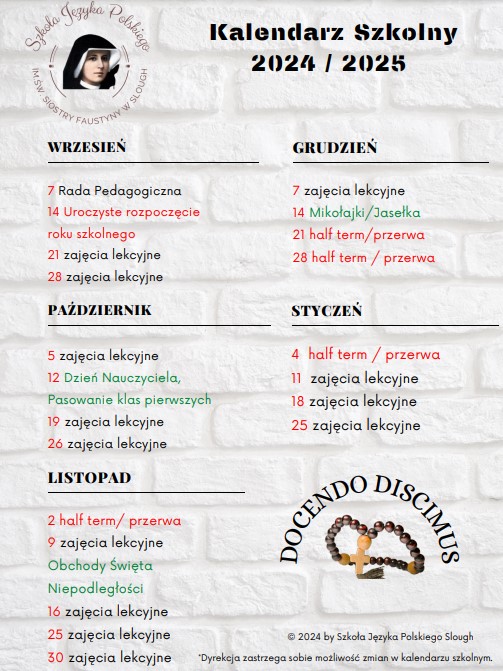 Szkoła Języka Polskiego
IM.ŚW. SIOSTRY FAUSTYNY W SLOUGH
Kalendarz Szkolny
2024 / 2025
WRZESIEŃ
7 Rada Pedagogiczna
14 Uroczyste rozpoczęcie
roku szkolnego
21 zajęcia lekcyjne
28 zajęcia lekcyjne
PAŹDZIERNIK
5 zajęcia lekcyjne
12 Dzień Nauczyciela,
Pasowanie klas pierwszych
19 zajęcia lekcyjne
26 zajęcia lekcyjne
LISTOPAD
2 half term/ przerwa
9 zajęcia lekcyjne
Obchody Święta
Niepodległości
16 zajęcia lekcyjne
25 zajęcia lekcyjne
30 zajęcia lekcyjne
GRUDZIEŃ
7 zajęcia lekcyjne
14 Mikołajki/Jasełka
21 half term/przerwa
28 half term / przerwa
STYCZEŃ
4 half term / przerwa
11 zajęcia lekcyjne
18 zajęcia lekcyjne
25 zajęcia lekcyjne
DOCENDO DISCIMUS
© 2024 by Szkoła Języka Polskiego Slough
*Dyrekcja zastrzega sobie możliwość zmian w kalendarzu szkolnym.